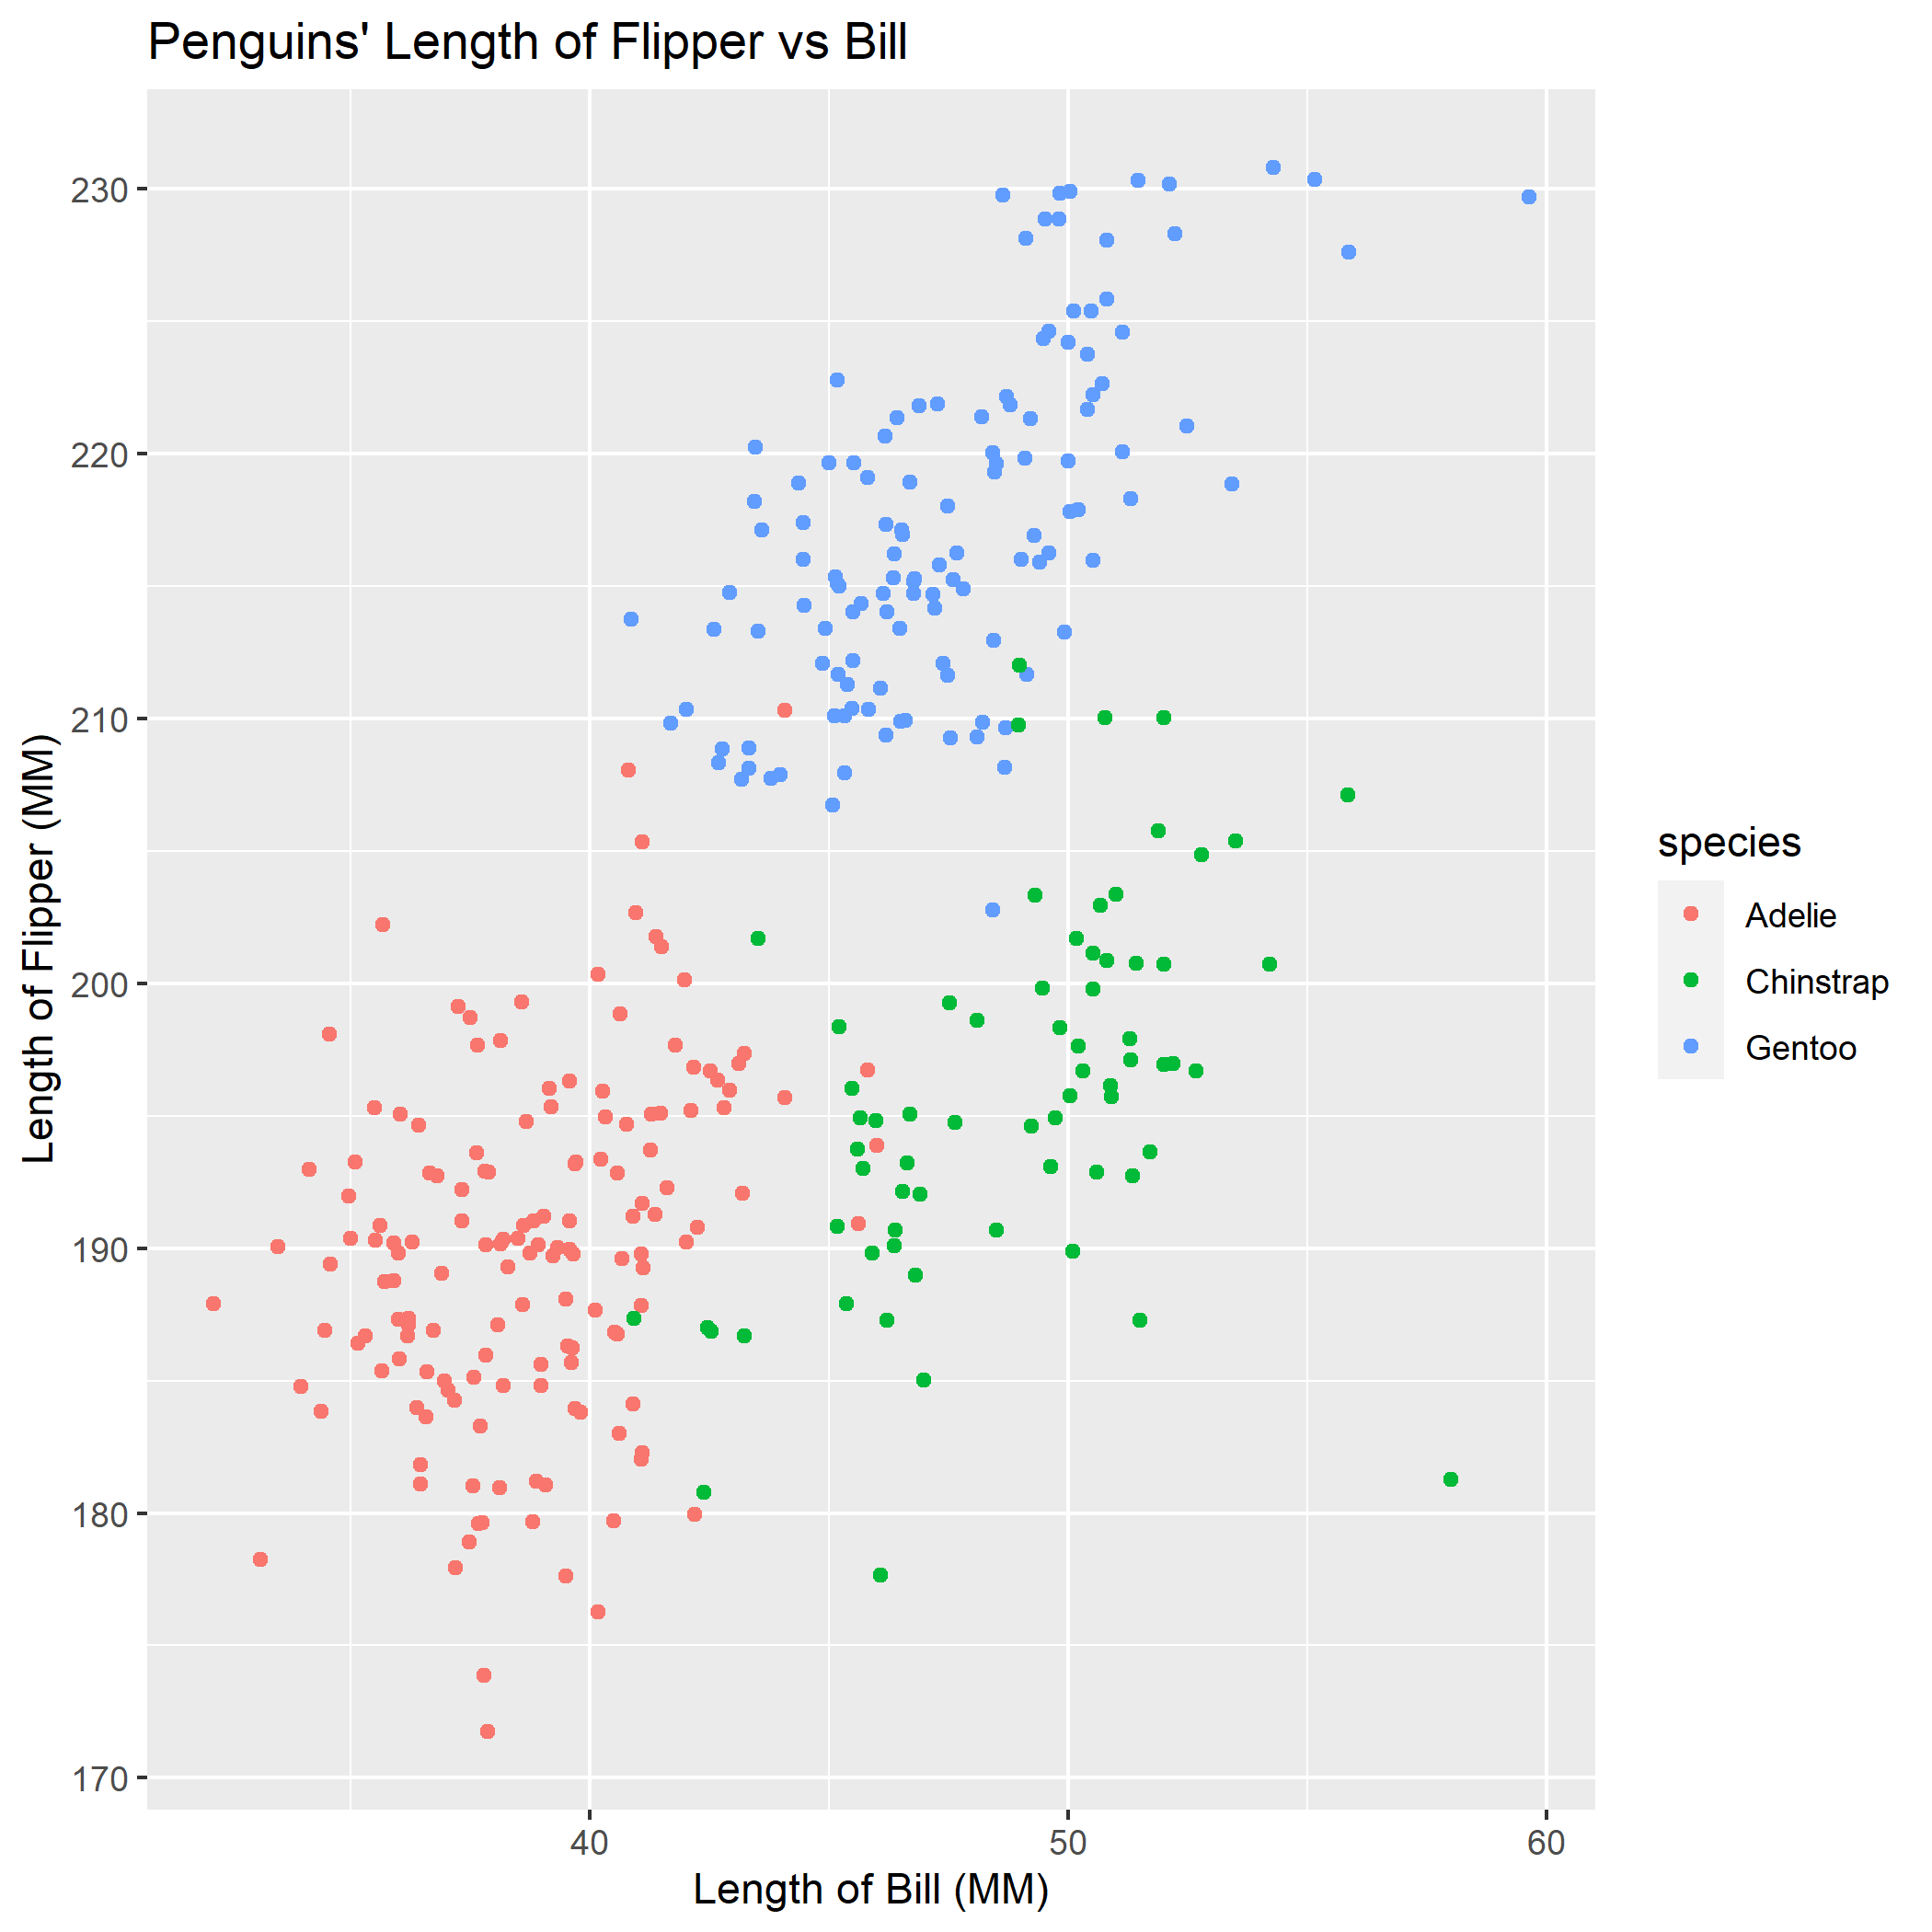 Penguins' Length of Flipper vs Bill
Length of Flipper (MM)
230
220
210
200
190
180
170
40 50 60
Length of Bill (MM)
species
Adelie
Chinstrap
Gentoo